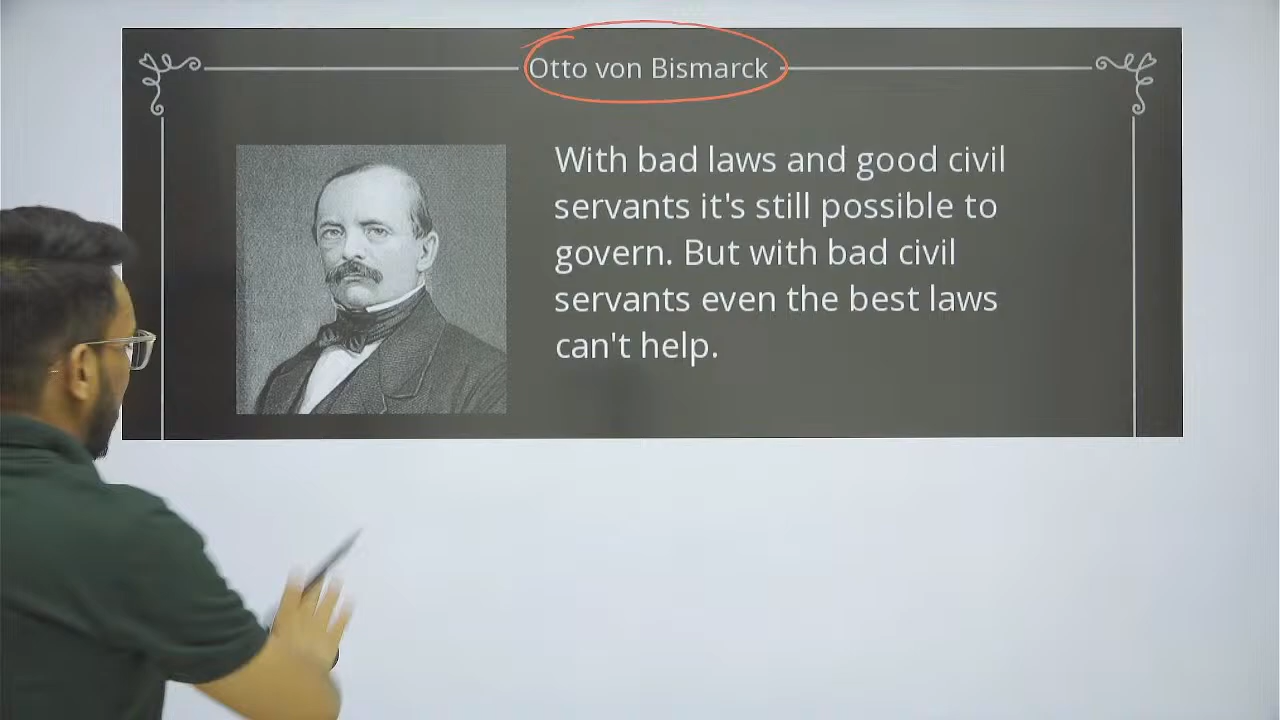 Otto von Bismarck
With bad laws and good civil
servants it's still possible to
govern. But with bad civil
servants even the best laws
can't help.